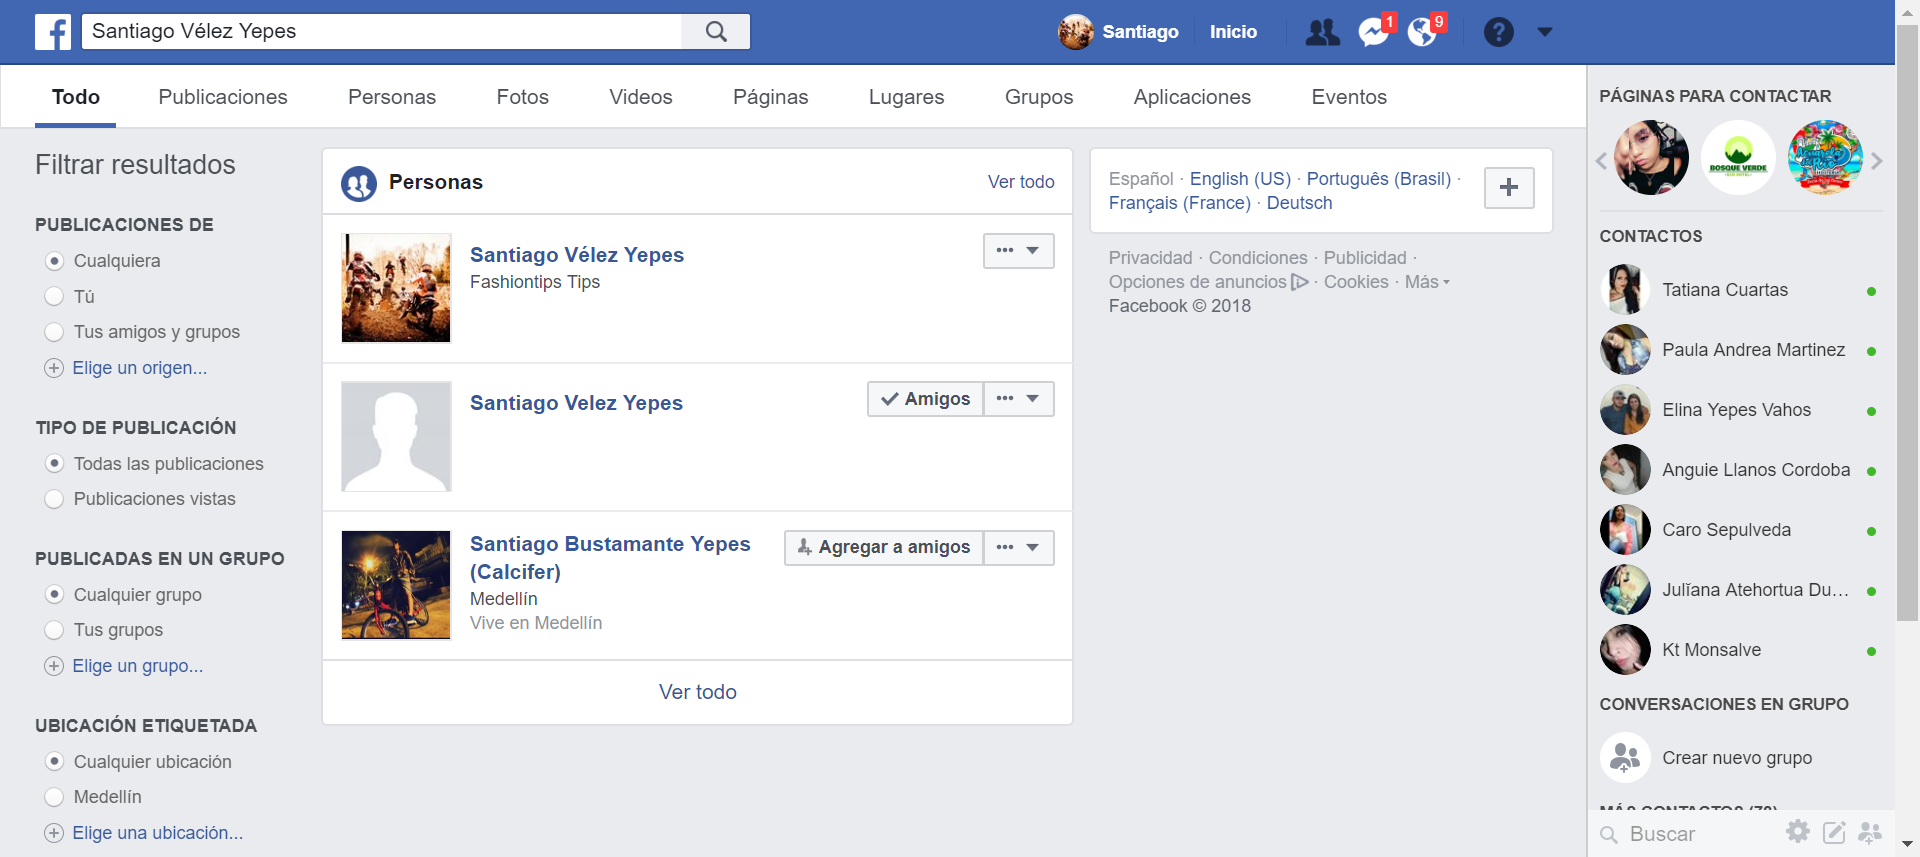 Santiago Vélez Yepes
Santiago
Inicio
1
9
Todo
Publicaciones
Personas
Fotos
Videos
Páginas
Lugares
Grupos
Aplicaciones
Eventos
Filtrar resultados
PUBLICACIONES DE
Cualquiera
Tú
Tus amigos y grupos
Elige un origen...
TIPO DE PUBLICACIÓN
Todas las publicaciones
Publicaciones vistas
PUBLICADAS EN UN GRUPO
Cualquier grupo
Tus grupos
Elige un grupo...
UBICACIÓN ETIQUETADA
Cualquier ubicación
Medellín
Elige una ubicación...
Personas
Ver todo
Santiago Vélez Yepes
Fashiontips Tips
Santiago Velez Yepes
Amigos
Santiago Bustamante Yepes
(Calcifer)
Medellín
Vive en Medellín
Agregar a amigos
Ver todo
Español · English (US) · Português (Brasil) ·
Français (France) · Deutsch
Privacidad · Condiciones · Publicidad ·
Opciones de anuncios · Cookies · Más
Facebook © 2018
PÁGINAS PARA CONTACTAR
BOSQUE VERDE
CONTACTOS
Tatiana Cuartas
Paula Andrea Martinez
Elina Yepes Vahos
Anguie Llanos Cordoba
Caro Sepulveda
Julïana Atehortua Du...
Kt Monsalve
CONVERSACIONES EN GRUPO
Crear nuevo grupo
MÁS CONTACTOS
Buscar